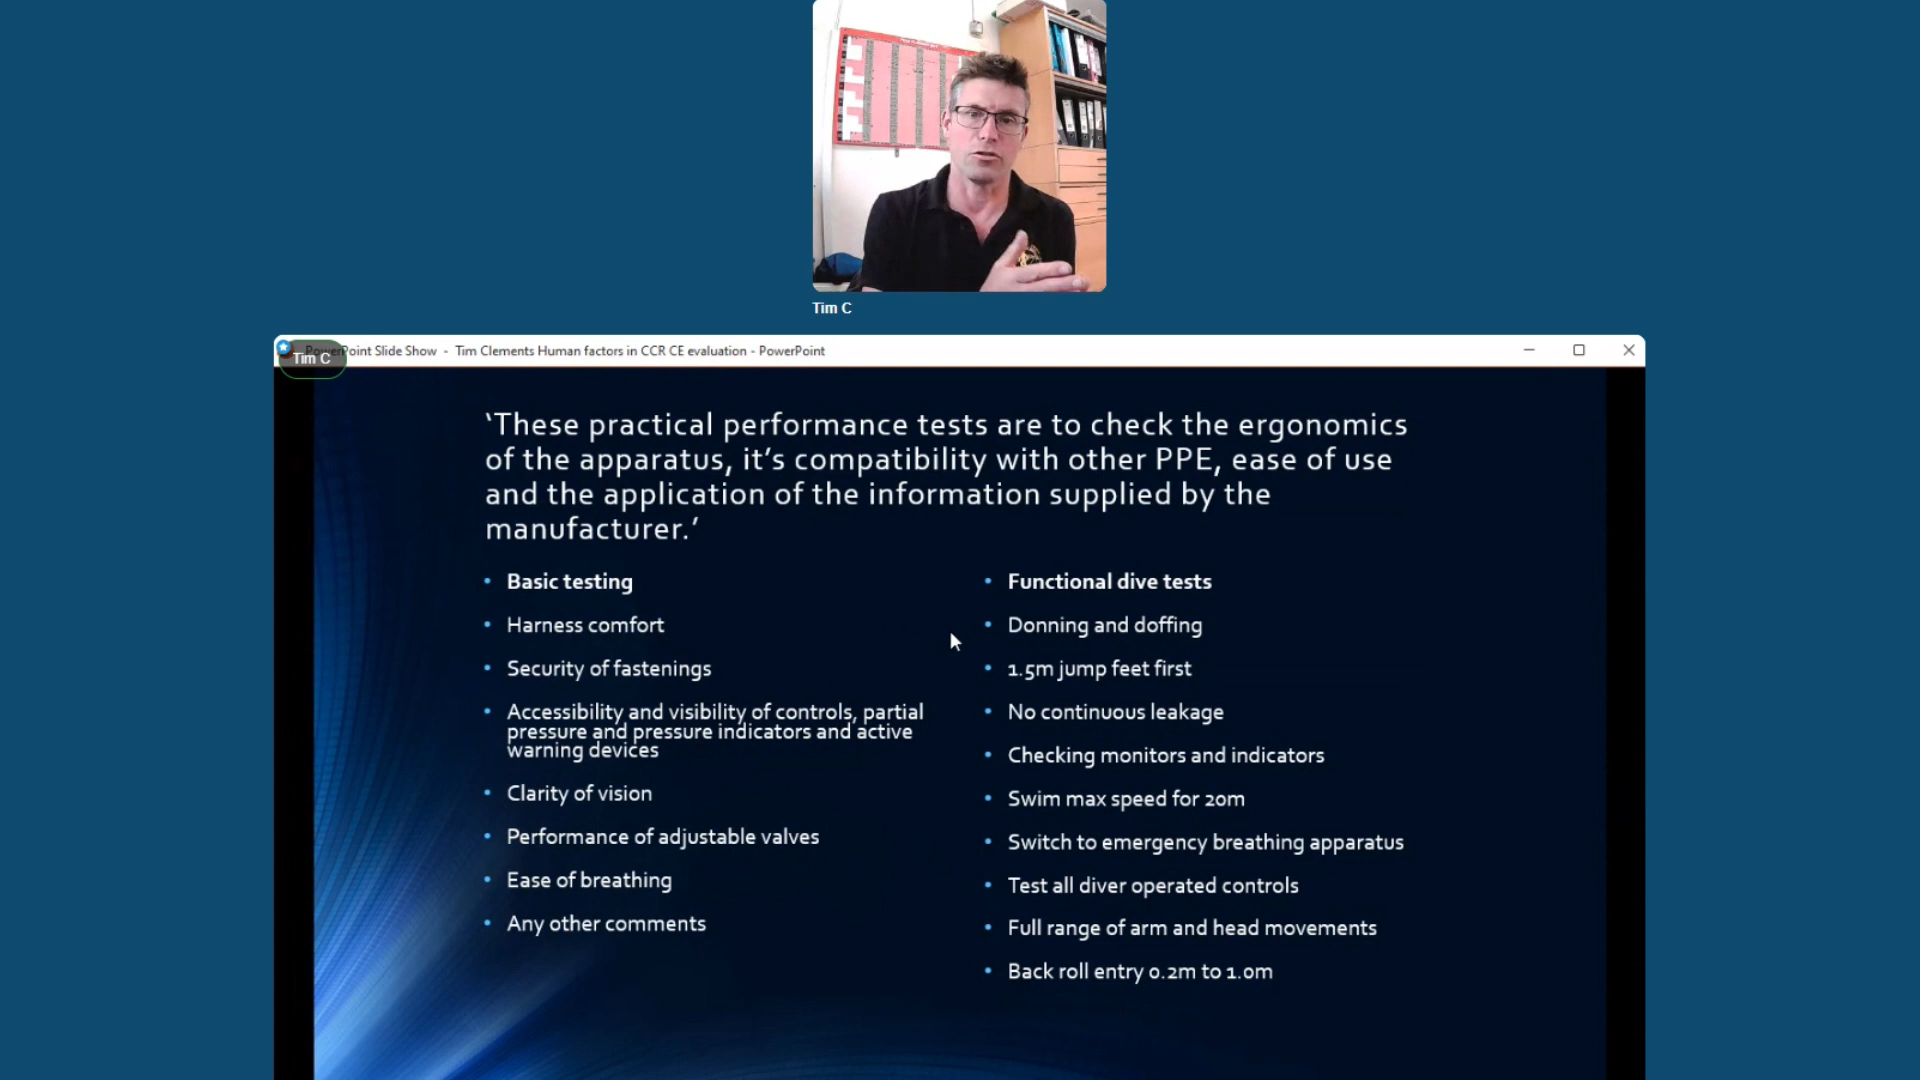 Tim C
PowerPoint Slide Show - Tim Clements Human factors in CCR CE evaluation - PowerPoint
Tim C
‘These practical performance tests are to check the ergonomics
of the apparatus, it’s compatibility with other PPE, ease of use
and the application of the information supplied by the
manufacturer.’
• Basic testing
• Harness comfort
• Security of fastenings
• Accessibility and visibility of controls, partial
pressure and pressure indicators and active
warning devices
• Clarity of vision
• Performance of adjustable valves
• Ease of breathing
• Any other comments
• Functional dive tests
• Donning and doffing
• 1.5m jump feet first
• No continuous leakage
• Checking monitors and indicators
• Swim max speed for 20m
• Switch to emergency breathing apparatus
• Test all diver operated controls
• Full range of arm and head movements
• Back roll entry 0.2m to 1.0m